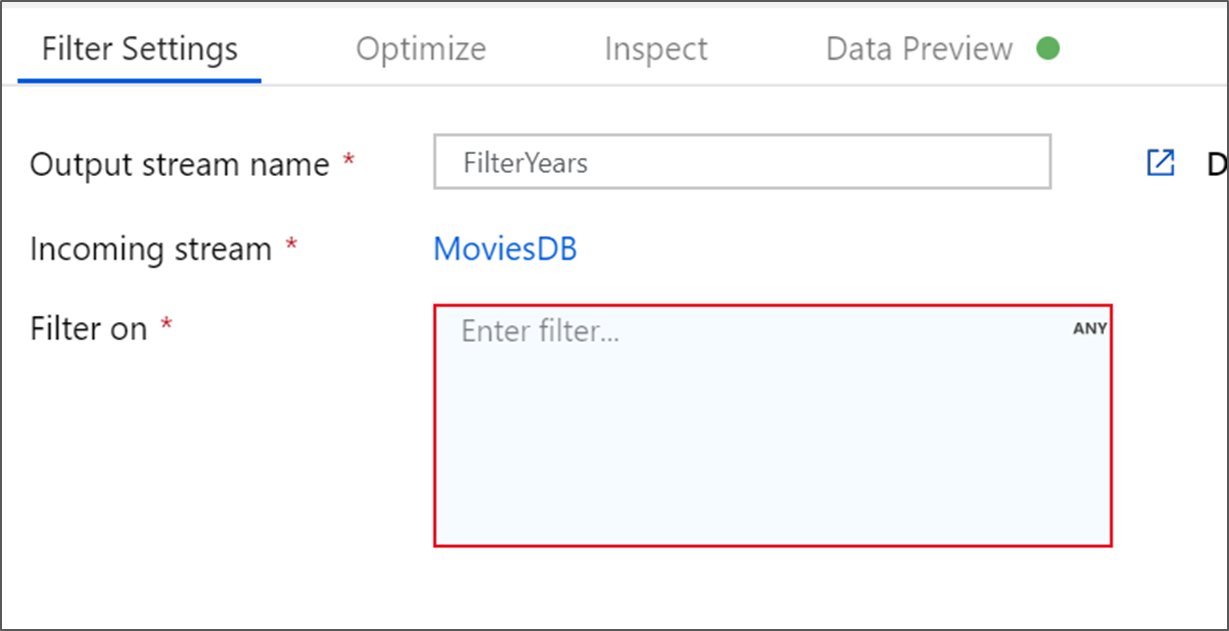 Filter Settings Optimize Inspect Data Preview
Output stream name * FilterYears D
Incoming stream * MoviesDB
Filter on * Enter filter... ANY